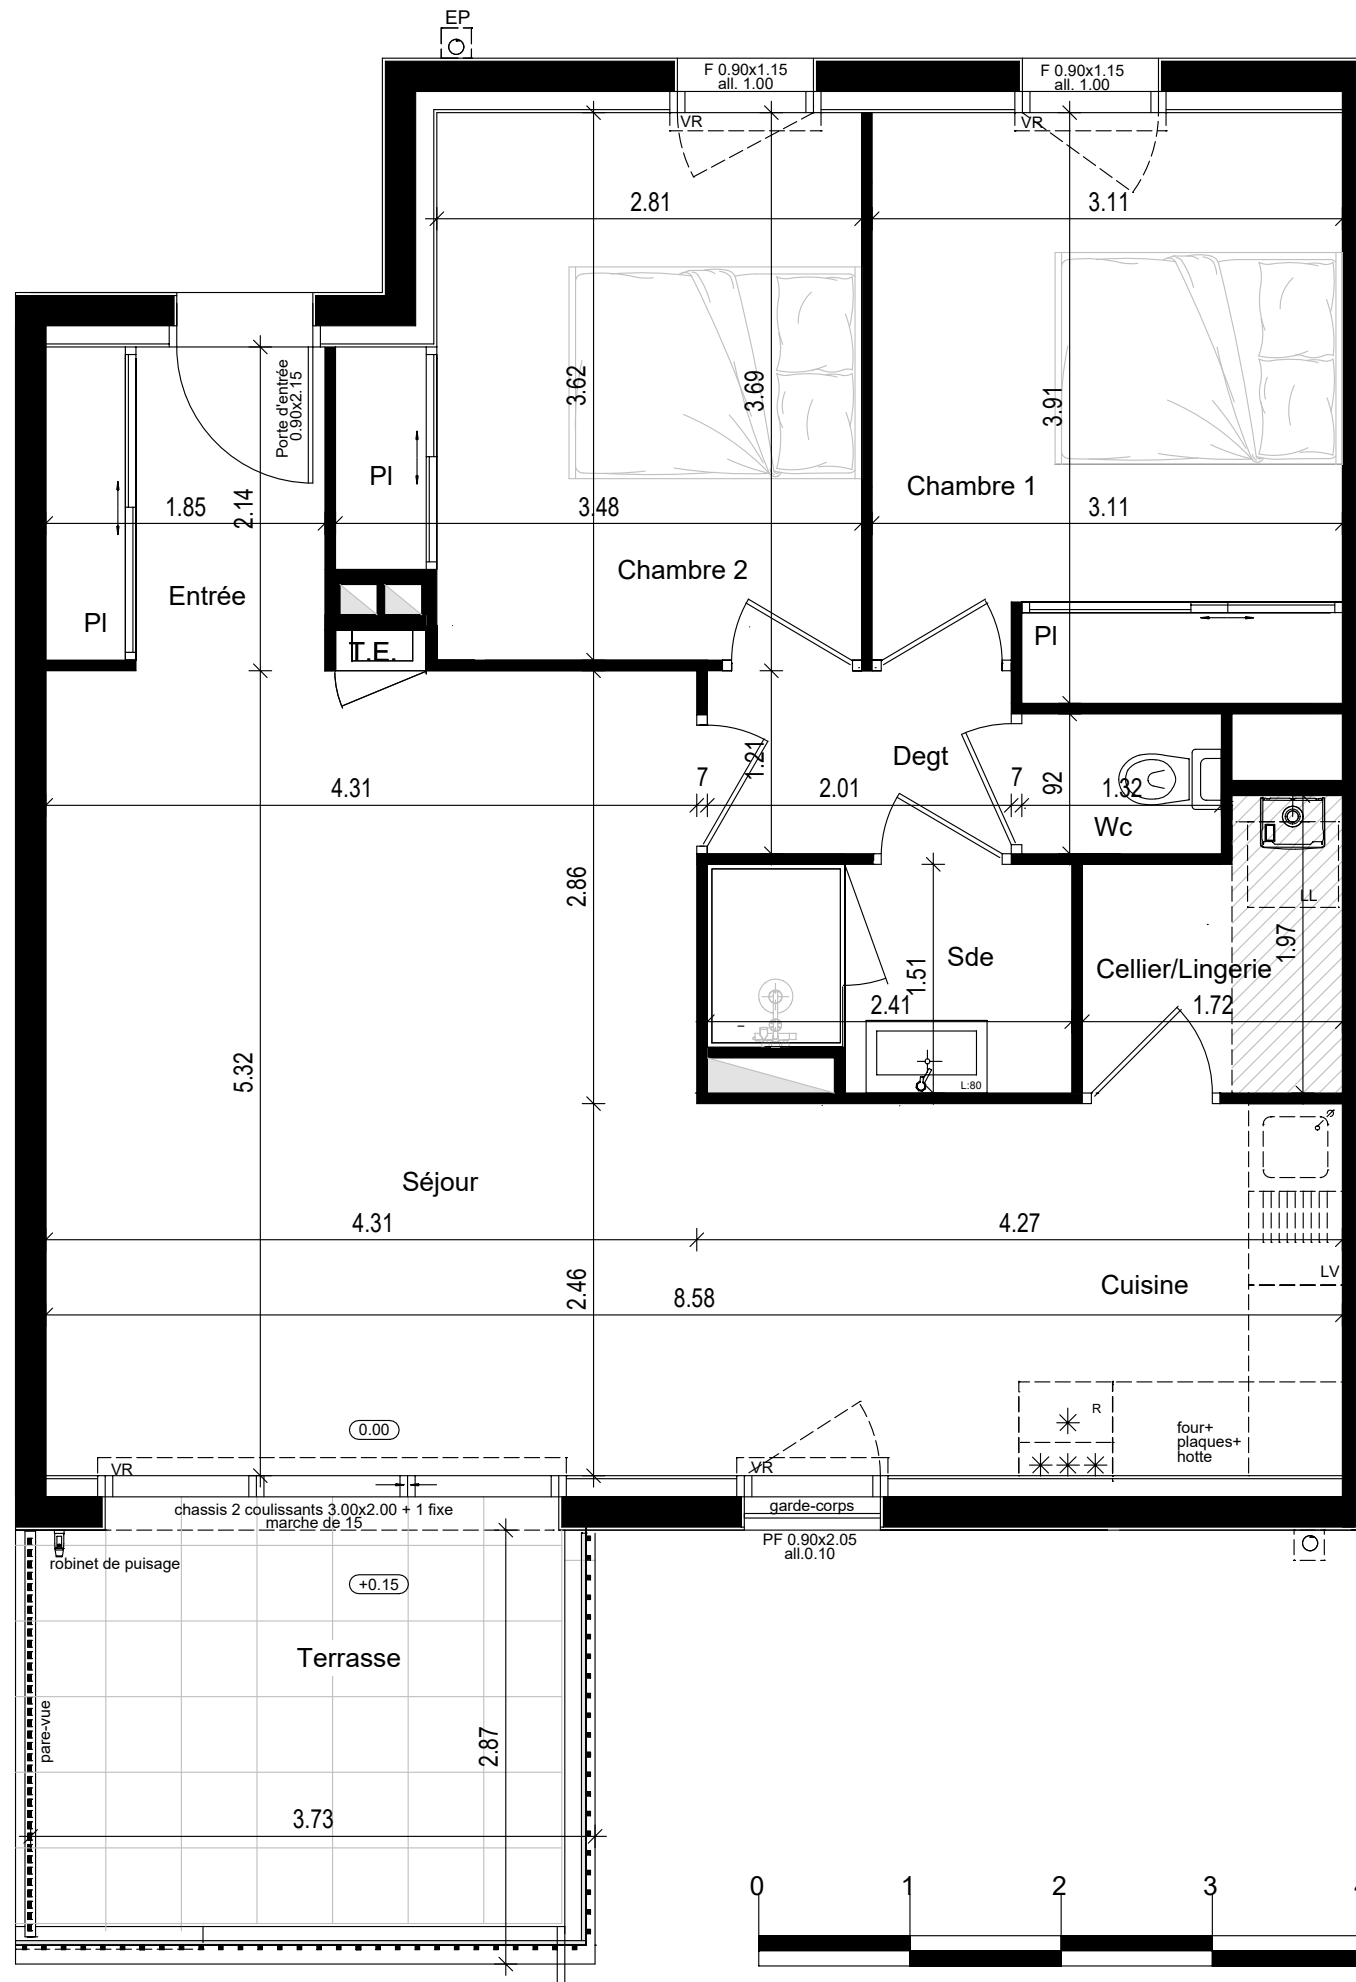 EP
F 0.90x1.15
all. 1.00
F 0.90x1.15
all. 1.00
VR
VR
2.81
3.11
Porte d'entrée
0.90x2.15
3.62
3.69
3.91
Pl
Chambre 1
1.85
2.14
3.48
3.11
Chambre 2
Entrée
Pl
T.E.
Pl
4.31
7
1.21
2.01
Degt
7
92
1.32
Wc
2.86
LL
1.97
Sde
1.51
Cellier/Lingerie
2.41
1.72
5.32
L:80
Séjour
4.31
4.27
2.46
Cuisine
LV
8.58
0.00
R
four+
plaques+
hotte
VR
VR
chassis 2 coulissants 3.00x2.00 + 1 fixe
marche de 15
garde-corps
PF 0.90x2.05
all.0.10
robinet de puisage
+0.15
Terrasse
pare-vue
2.87
3.73
0
1
2
3